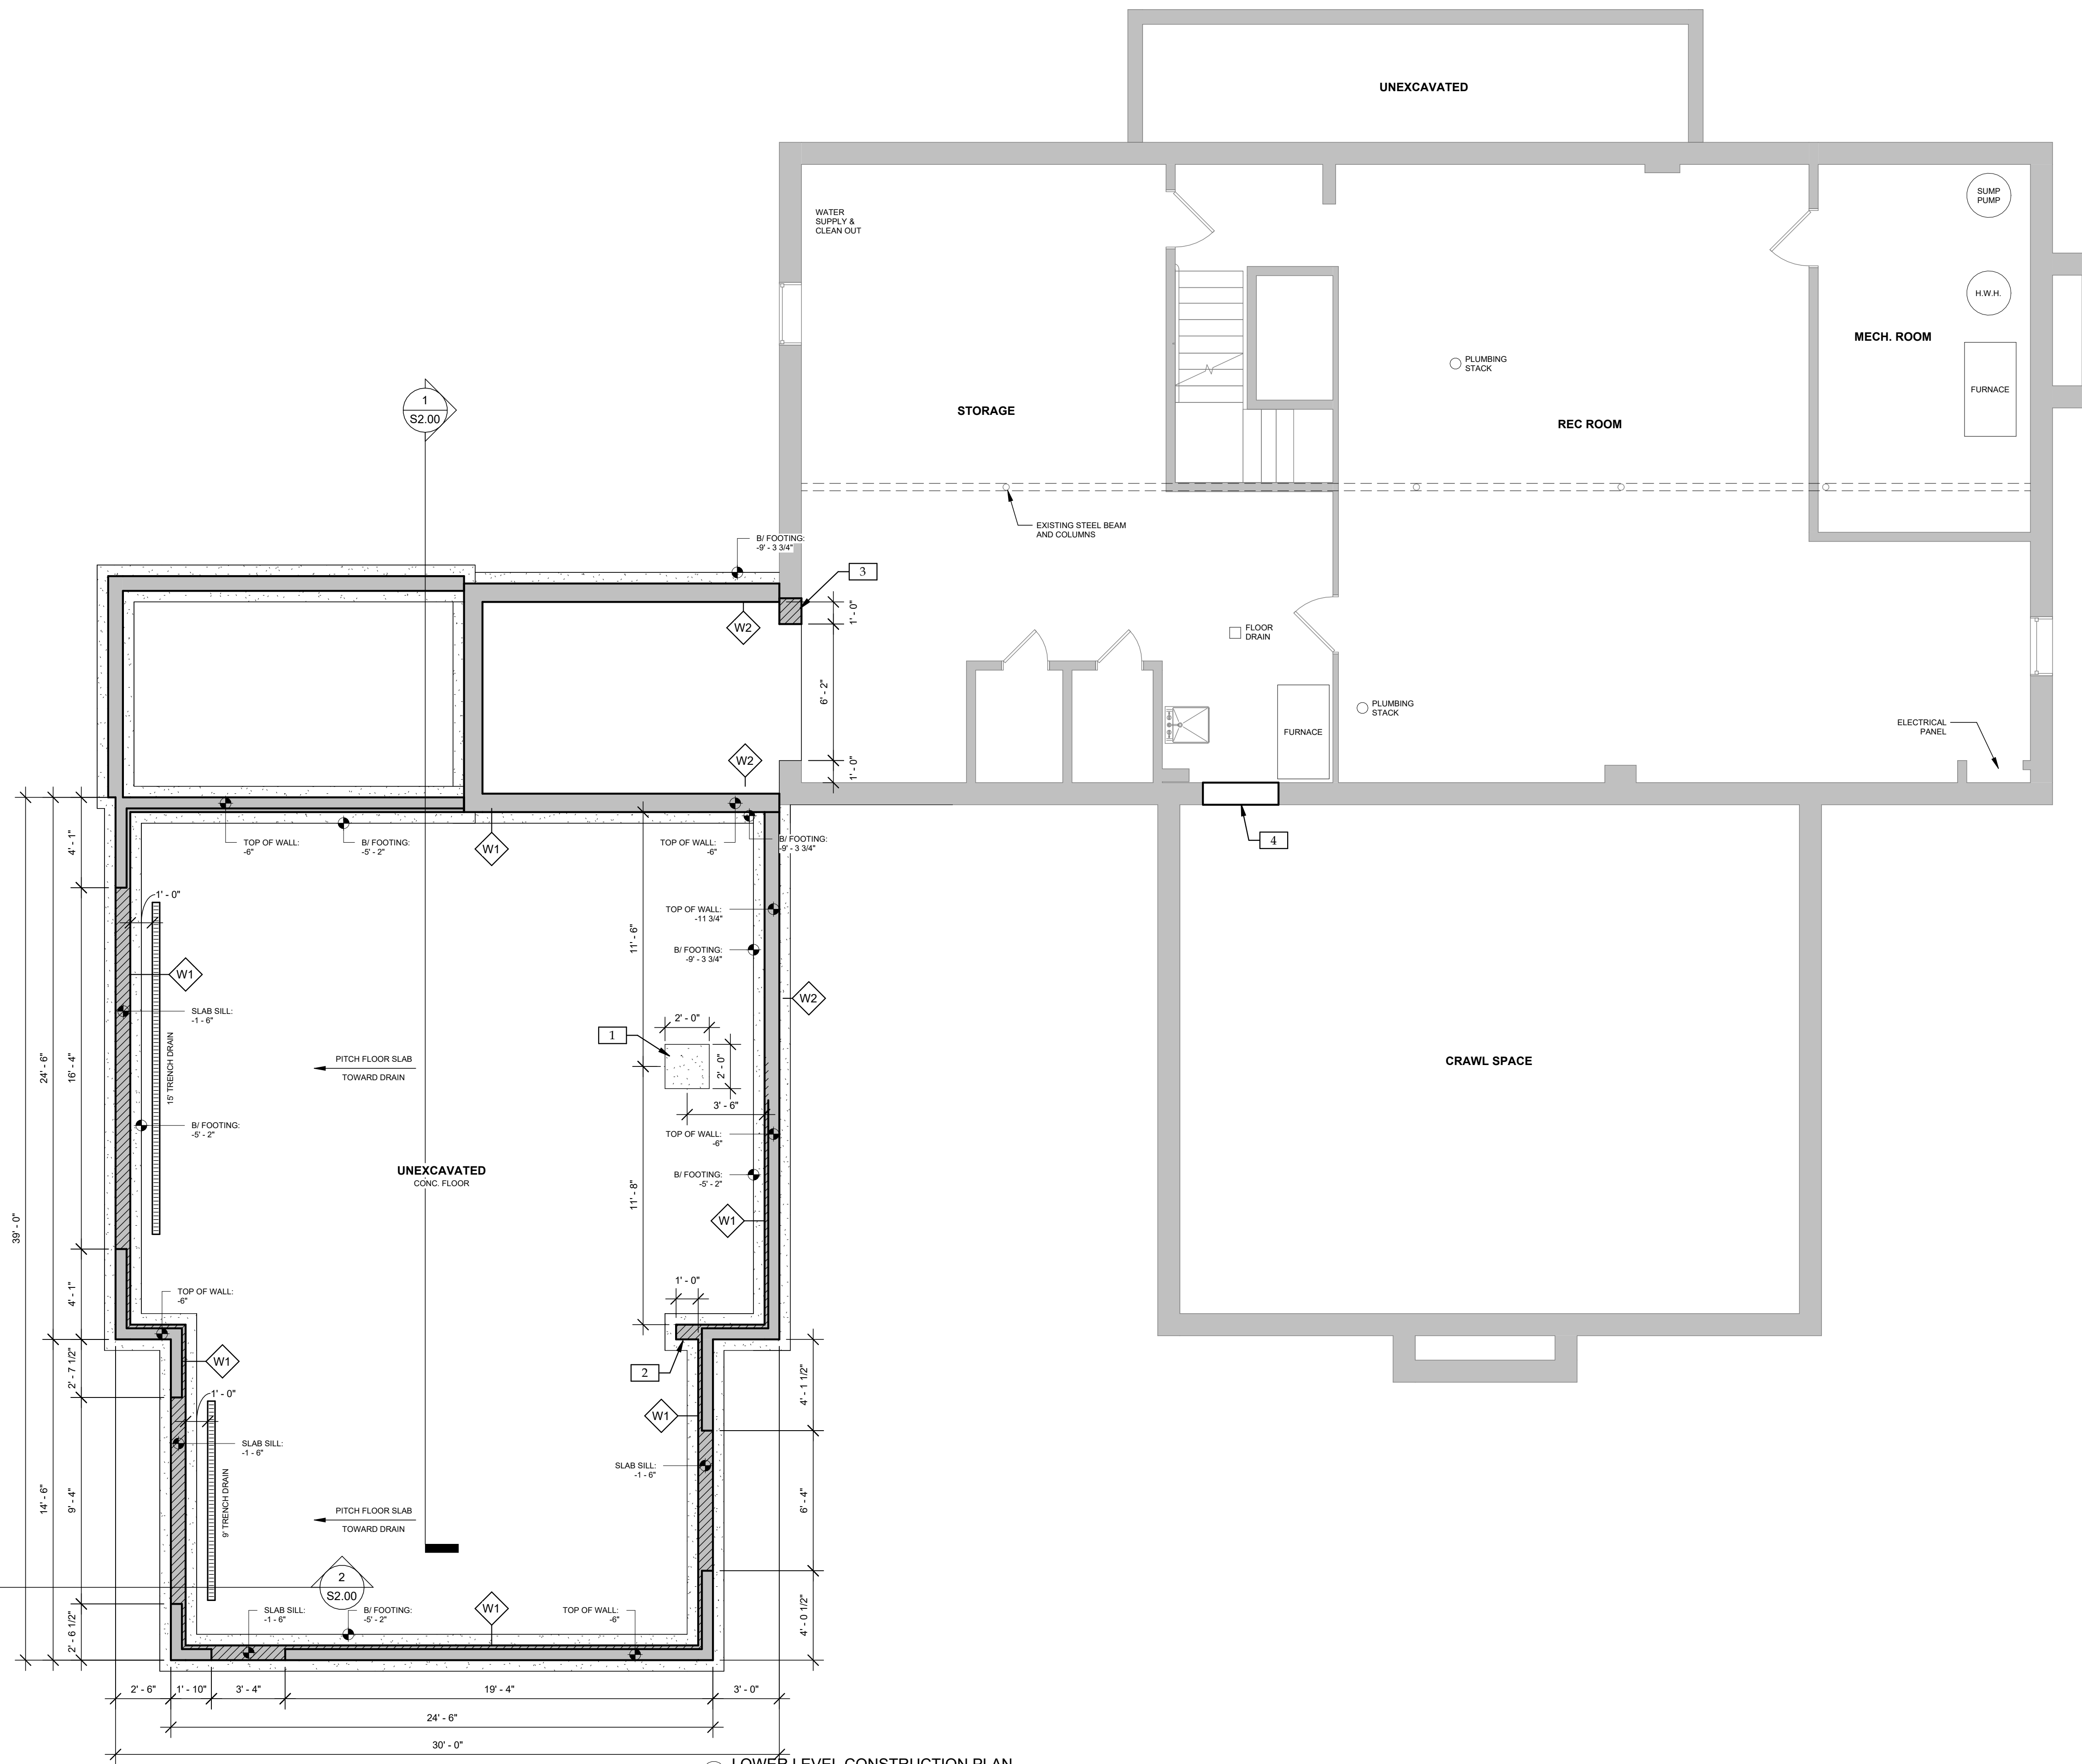 UNEXCAVATED
WATER
SUPPLY &
CLEAN OUT
SUMP
PUMP
H.W.H.
MECH. ROOM
FURNACE
PLUMBING
STACK
STORAGE
REC ROOM
1
S2.00
EXISTING STEEL BEAM
AND COLUMNS
B/ FOOTING:
-9' - 3 3/4"
3
W2
1' - 0"
6' - 2"
W2
1' - 0"
FLOOR
DRAIN
PLUMBING
STACK
FURNACE
ELECTRICAL
PANEL
4
4' - 1"
TOP OF WALL:
-6"
B/ FOOTING:
-5' - 2"
W1
TOP OF WALL:
-6"
B/ FOOTING:
-9' - 3 3/4"
1' - 0"
TOP OF WALL:
-11 3/4"
11' - 6"
B/ FOOTING:
-9' - 3 3/4"
W1
W2
SLAB SILL:
-1 - 6"
2' - 0"
1
2' - 0"
15' TRENCH DRAIN
24' - 6"
16' - 4"
PITCH FLOOR SLAB
TOWARD DRAIN
3' - 6"
CRAWL SPACE
B/ FOOTING:
-5' - 2"
TOP OF WALL:
-6"
UNEXCAVATED
CONC. FLOOR
B/ FOOTING:
-5' - 2"
11' - 8"
W1
39' - 0"
4' - 1"
TOP OF WALL:
-6"
1' - 0"
2
2' - 7 1/2"
W1
1' - 0"
4' - 1 1/2"
W1
SLAB SILL:
-1 - 6"
SLAB SILL:
-1 - 6"
14' - 6"
9' - 4"
9' TRENCH DRAIN
6' - 4"
PITCH FLOOR SLAB
TOWARD DRAIN
2
S2.00
2' - 6 1/2"
SLAB SILL:
-1 - 6"
B/ FOOTING:
-5' - 2"
W1
TOP OF WALL:
-6"
4' - 0 1/2"
2' - 6"
1' - 10"
3' - 4"
19' - 4"
3' - 0"
24' - 6"
30' - 0"
LOWER LEVEL CONSTRUCTION PLAN